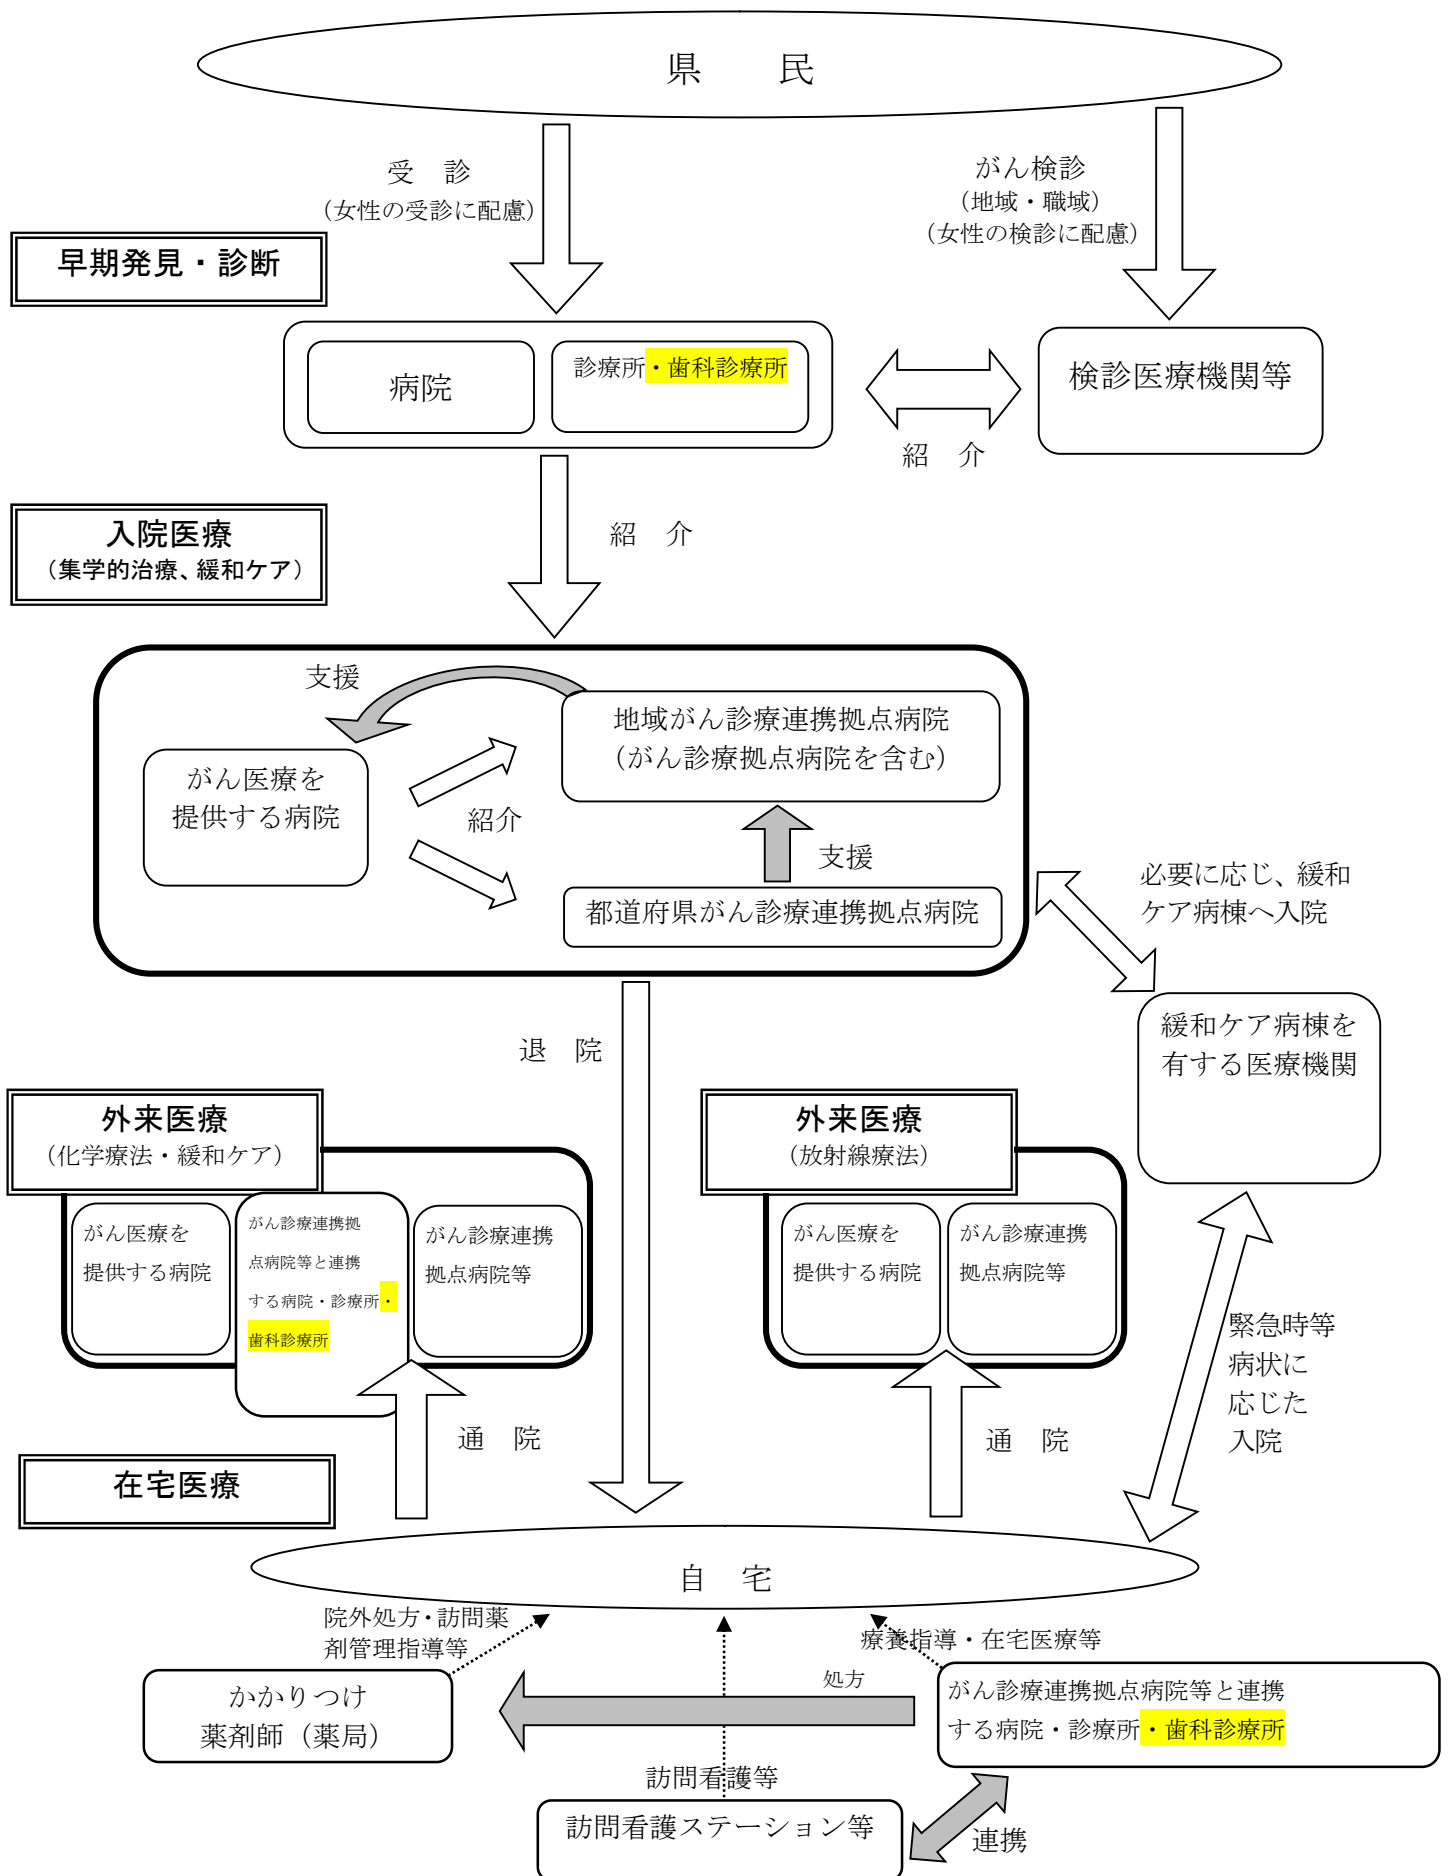 県　民
受　診
（女性の受診に配慮）
がん検診
（地域・職域）
（女性の検診に配慮）
早期発見・診断
病院
診療所・歯科診療所
検診医療機関等
紹　介
入院医療
（集学的治療、緩和ケア）
紹　介
支援
地域がん診療連携拠点病院
（がん診療拠点病院を含む）
がん医療を
提供する病院
紹介
支援
都道府県がん診療連携拠点病院
必要に応じ、緩和
ケア病棟へ入院
緩和ケア病棟を
有する医療機関
退　院
外来医療
（化学療法・緩和ケア）
がん医療を
提供する病院
がん診療連携拠
点病院等と連携
する病院・診療所・
歯科診療所
がん診療連携
拠点病院等
外来医療
（放射線療法）
がん医療を
提供する病院
がん診療連携
拠点病院等
緊急時等
病状に
応じた
入院
通　院
通　院
在宅医療
自　宅
院外処方・訪問薬
剤管理指導等
療養指導・在宅医療等
処方
かかりつけ
薬剤師（薬局）
がん診療連携拠点病院等と連携
する病院・診療所・歯科診療所
訪問看護等
訪問看護ステーション等
連携